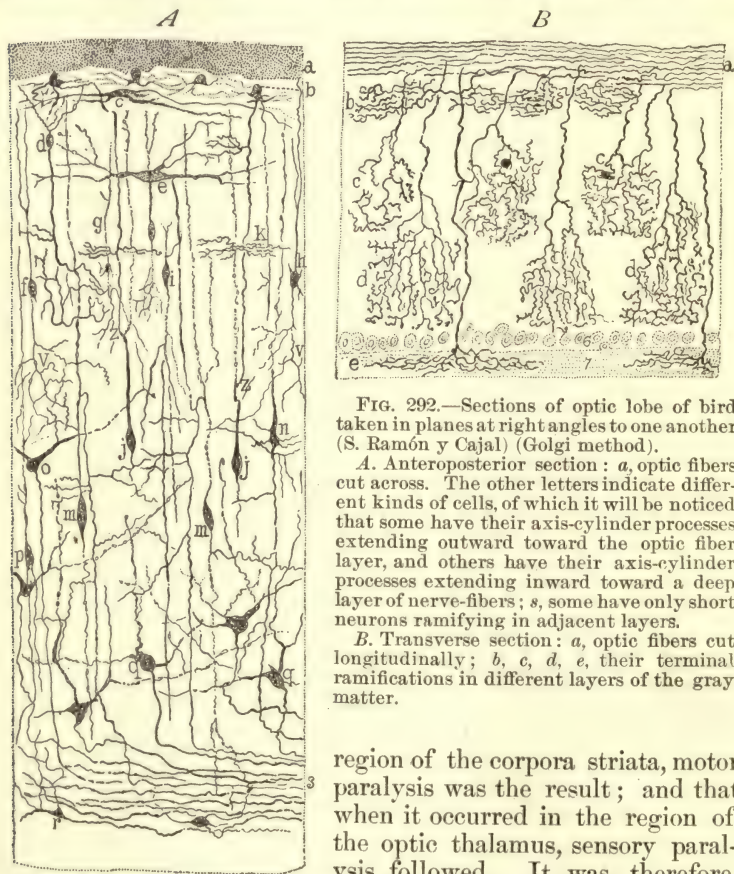 A
B
a
b
c
d
e
g
k
h
f
i
v
v
z
j
j
n
o
m
m
p
q
q
r
3
a
b
c
c
d
d
e
6
7
FIG. 292.—Sections of optic lobe of bird
taken in planes at right angles to one another
(S. Ramón y Cajal) (Golgi method).
A. Anteroposterior section: a, optic fibers
cut across. The other letters indicate differ-
ent kinds of cells, of which it will be noticed
that some have their axis-cylinder processes
extending outward toward the optic fiber
layer, and others have their axis-cylinder
processes extending inward toward a deep
layer of nerve-fibers; s, some have only short
neurons ramifying in adjacent layers.
B. Transverse section: a, optic fibers cut
longitudinally; b, c, d, e, their terminal
ramifications in different layers of the gray
matter.
region of the corpora striata, motor
paralysis was the result; and that
when it occurred in the region of
the optic thalamus, sensory paral-
ysis followed. It was, therefore,